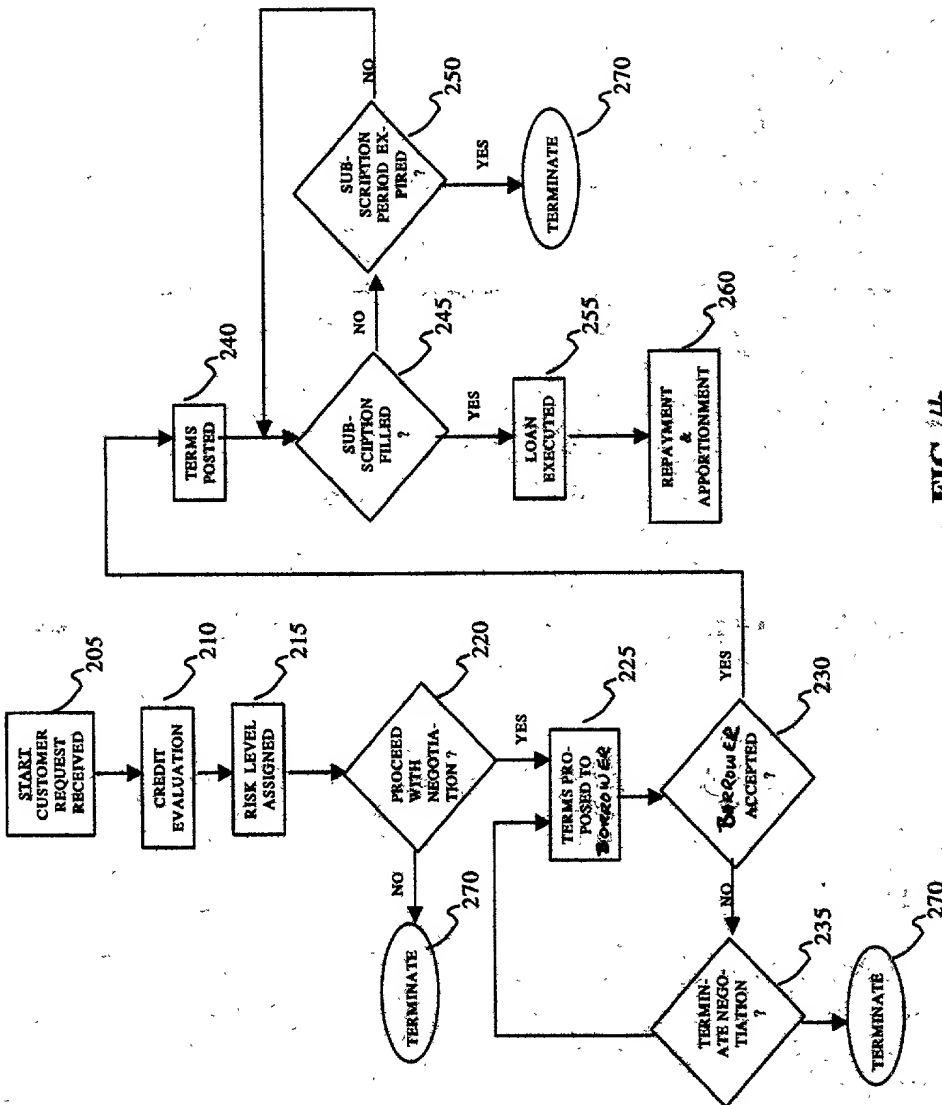 START
CUSTOMER
REQUEST
RECEIVED
205
CREDIT
EVALUATION
210
RISK LEVEL
ASSIGNED
215
PROCEED
WITH
NEGOTIA-
TION ?
220
NO
TERMINATE
270
YES
TERMS PRO-
POSED TO
BORROWER
225
BORROWER
ACCEPTED
?
230
NO
TERMIN-
ATE NEGO-
TIATION
?
235
TERMINATE
270
YES
TERMS
POSTED
240
SUB-
SCIPTION
FILLED
?
245
NO
SUB-
SCRIPTION
PERIOD EX-
PIRED
?
250
NO
YES
TERMINATE
270
YES
LOAN
EXECUTED
255
REPAYMENT
&
APPORTIONMENT
260
FIG